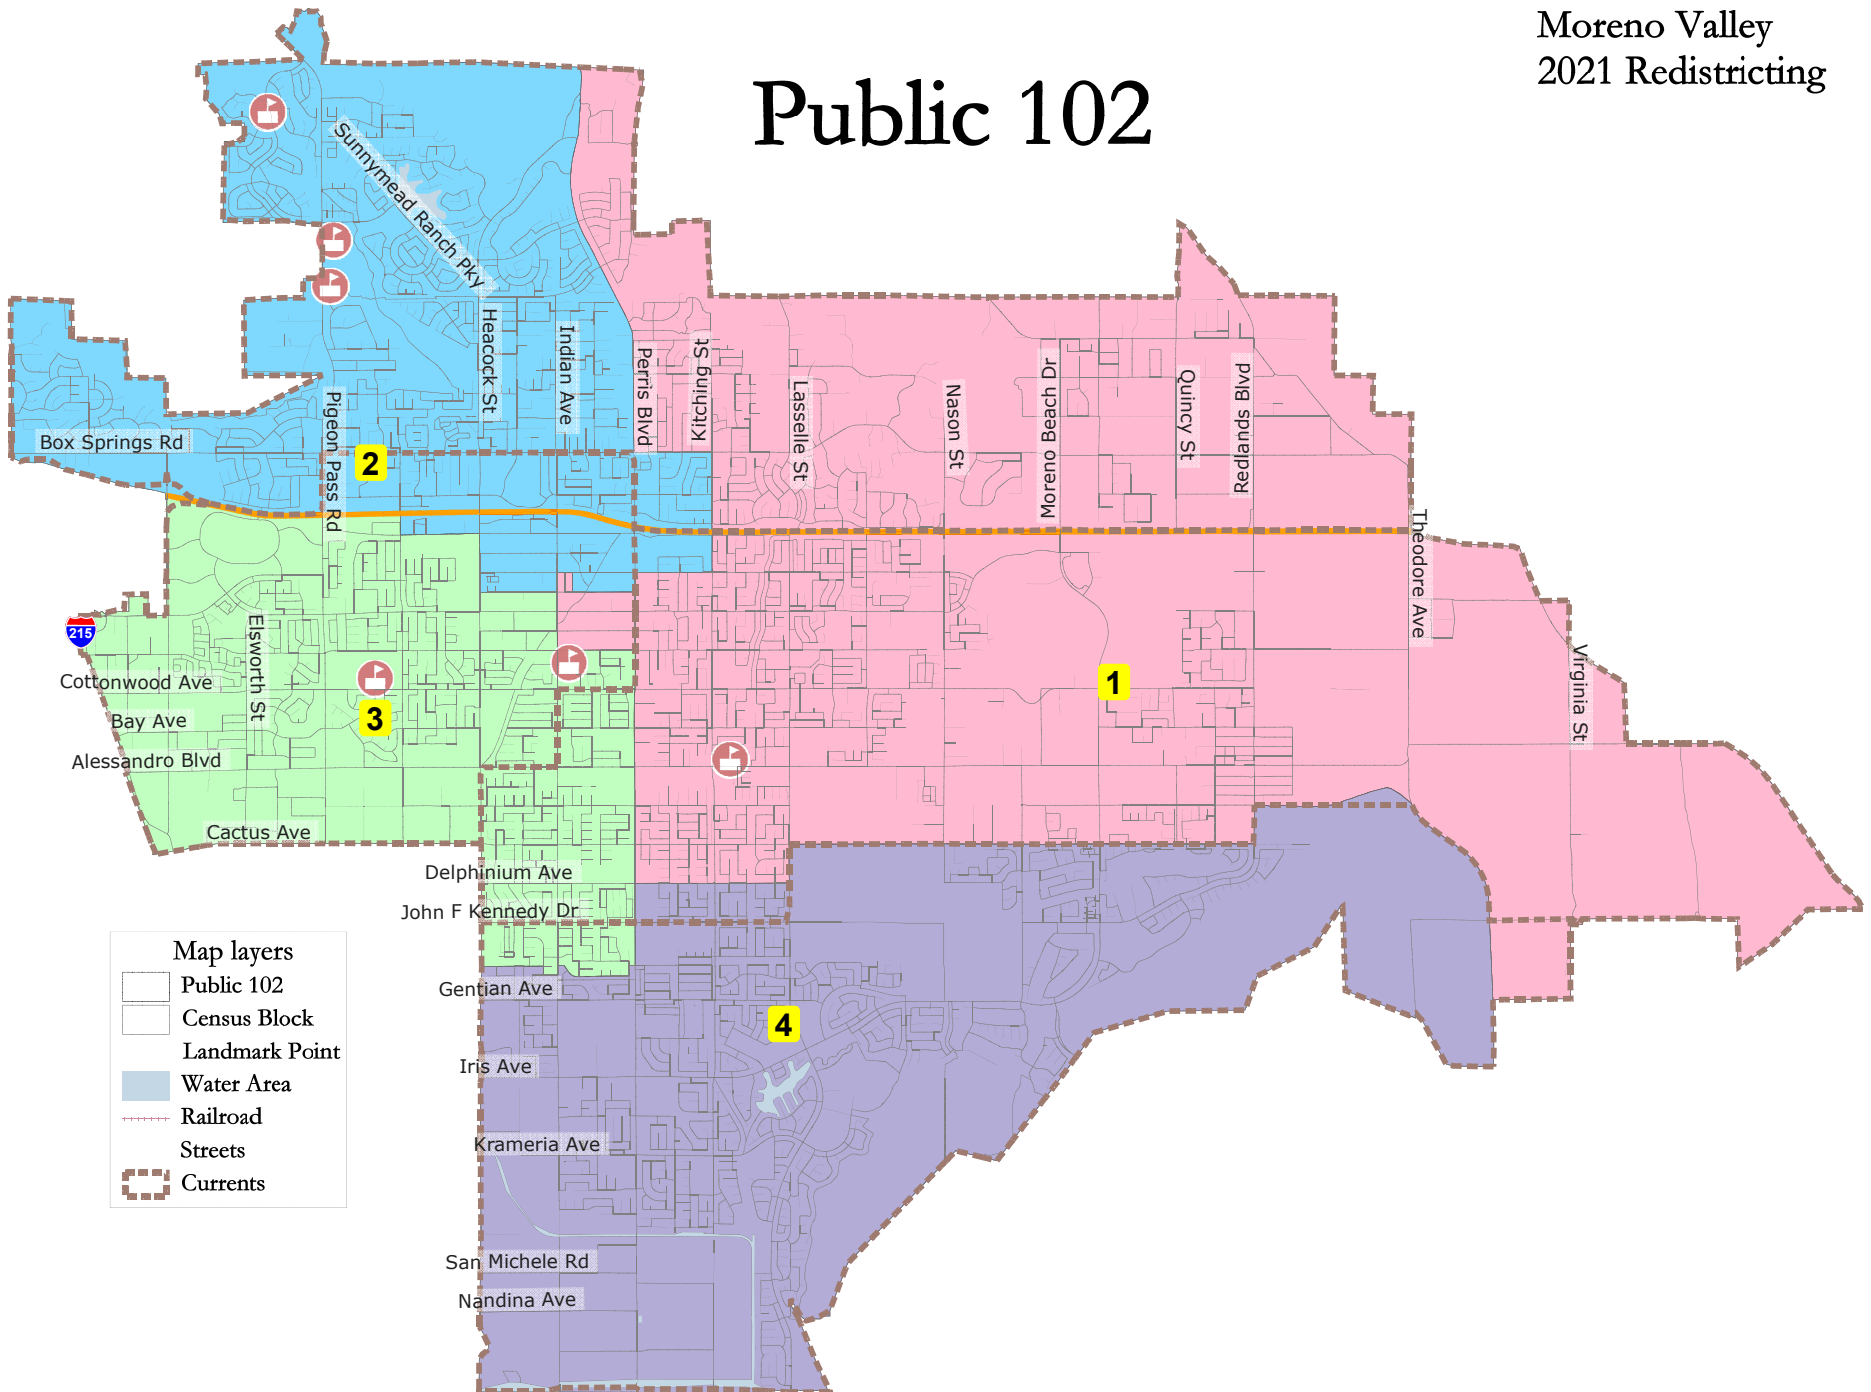 Moreno Valley
2021 Redistricting
Public 102
Sunnymead Ranch Pky
Heacock St
Indian Ave
Perris Blvd
Kitching St
Lasselle St
Nason St
Moreno Beach Dr
Quincy St
Redlands Blvd
Box Springs Rd
Pigeon Pass Rd
2
Theodore Ave
215
Elsworth St
Virginia St
Cottonwood Ave
1
3
Bay Ave
Alessandro Blvd
Cactus Ave
Delphinium Ave
John F Kennedy Dr
Gentian Ave
4
Iris Ave
Krameria Ave
San Michele Rd
Nandina Ave
Map layers
Public 102
Census Block
Landmark Point
Water Area
Railroad
Streets
Currents